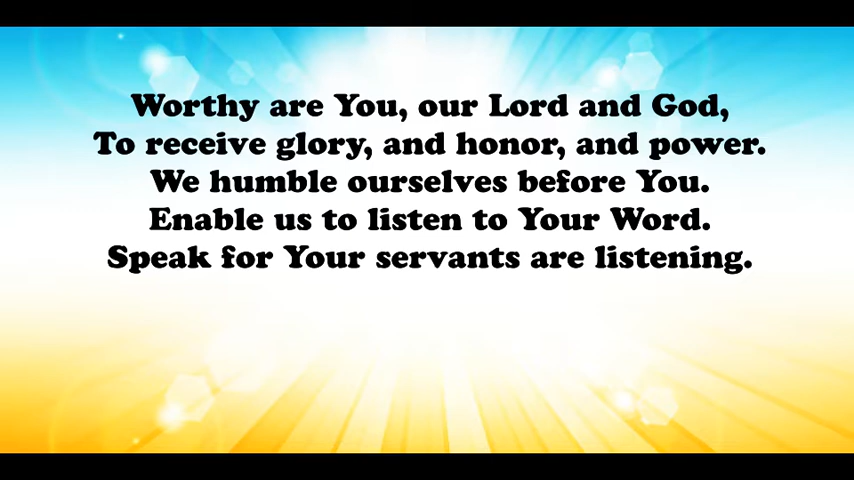 Worthy are You, our Lord and God,
To receive glory, and honor, and power.
We humble ourselves before You.
Enable us to listen to Your Word.
Speak for Your servants are listening.